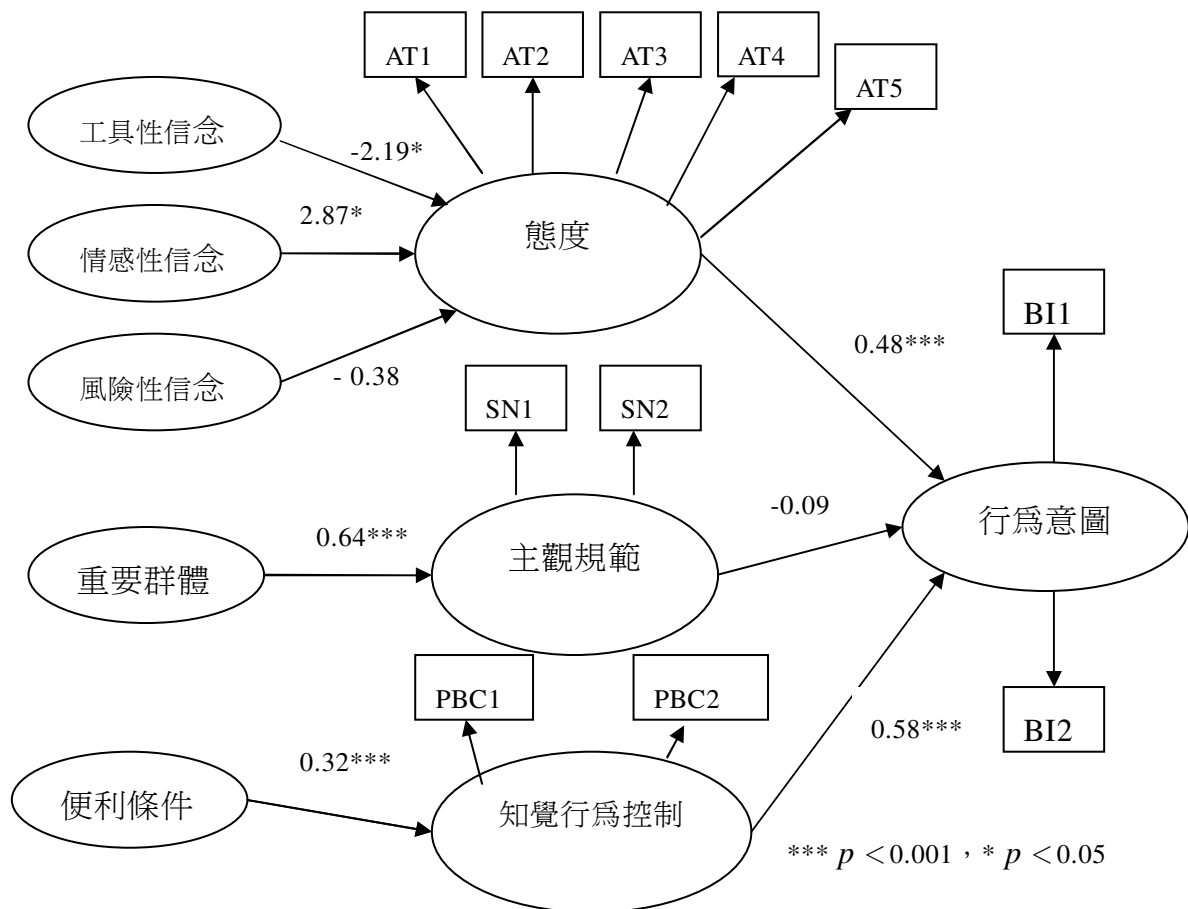 AT1
AT2
AT3
AT4
AT5
工具性信念
-2.19*
2.87*
情感性信念
態度
BI1
0.48***
風險性信念
- 0.38
SN1
SN2
-0.09
行為意圖
0.64***
主觀規範
重要群體
PBC1
PBC2
0.58***
BI2
0.32***
便利條件
知覺行為控制
*** p <0.001，* p <0.05